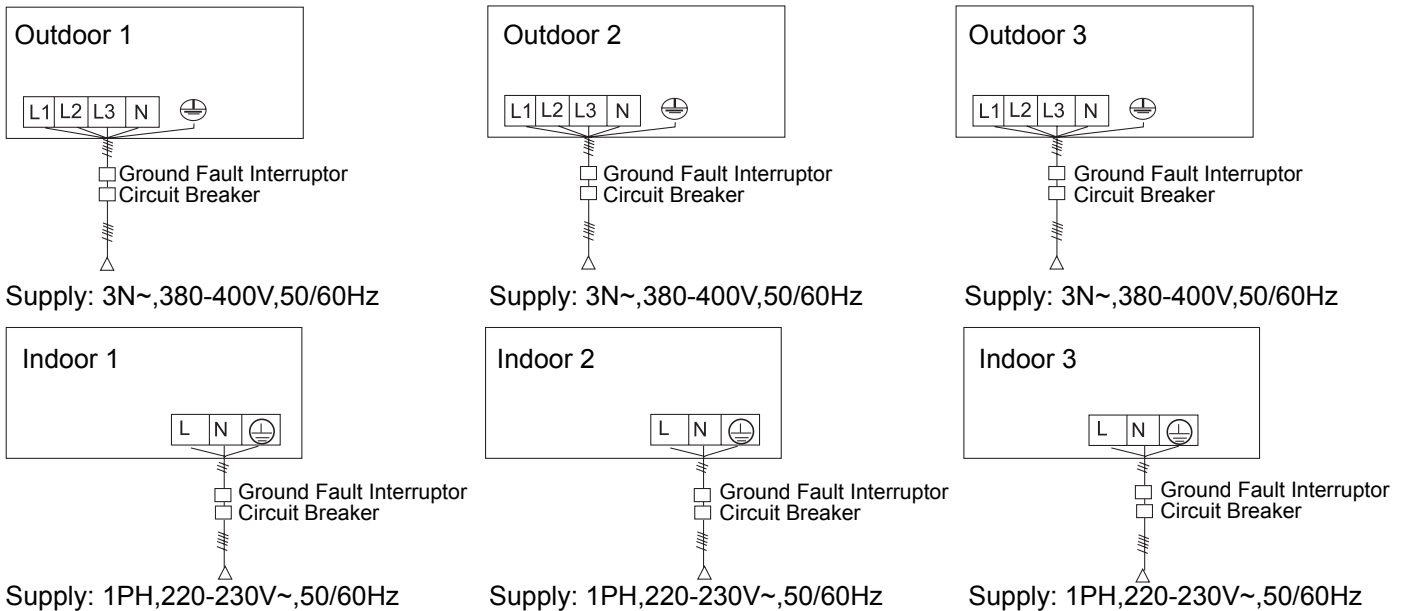 Outdoor 1
L1 L2 L3 N
Ground Fault Interruptor
Circuit Breaker
Supply: 3N~,380-400V,50/60Hz
Outdoor 2
L1 L2 L3 N
Ground Fault Interruptor
Circuit Breaker
Supply: 3N~,380-400V,50/60Hz
Outdoor 3
L1 L2 L3 N
Ground Fault Interruptor
Circuit Breaker
Supply: 3N~,380-400V,50/60Hz
Indoor 1
L N
Ground Fault Interruptor
Circuit Breaker
Supply: 1PH,220-230V~,50/60Hz
Indoor 2
L N
Ground Fault Interruptor
Circuit Breaker
Supply: 1PH,220-230V~,50/60Hz
Indoor 3
L N
Ground Fault Interruptor
Circuit Breaker
Supply: 1PH,220-230V~,50/60Hz